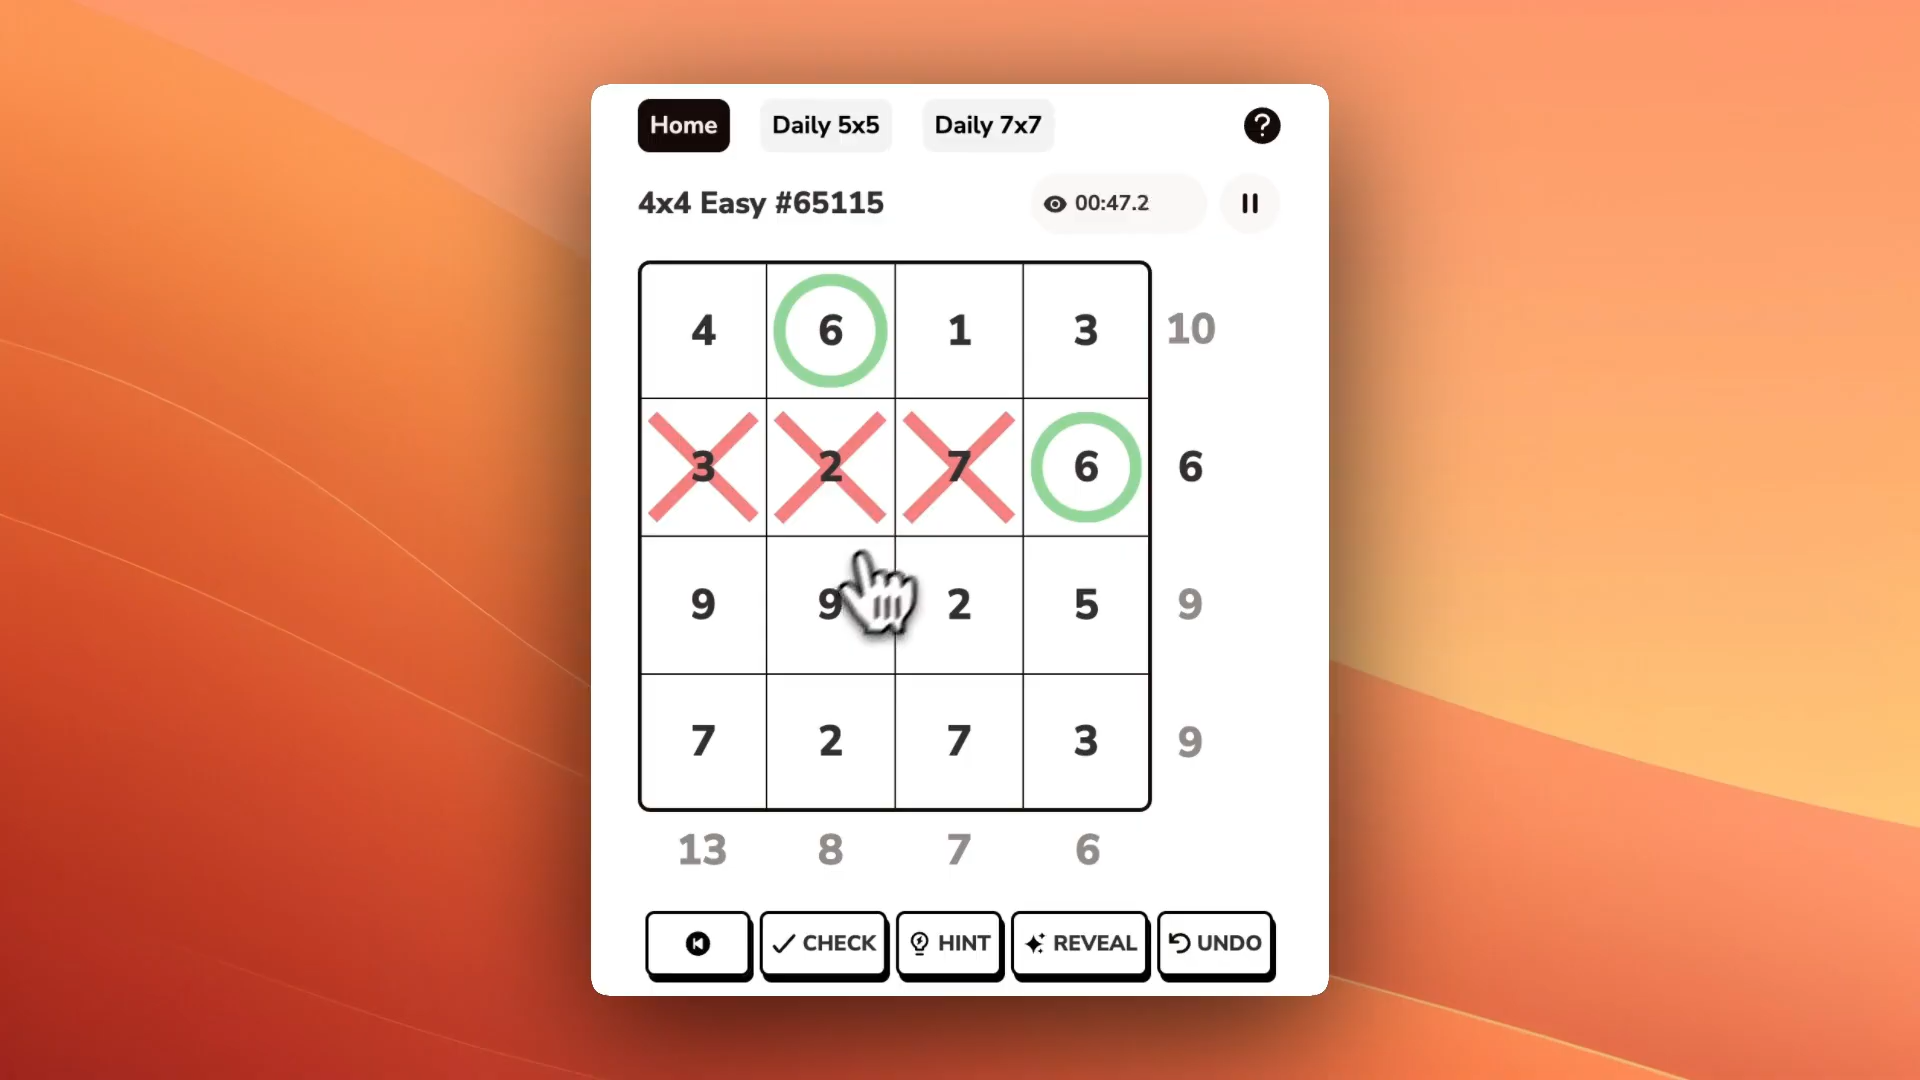 Home Daily 5x5 Daily 7x7 ?
4x4 Easy #65115 00:47.2
4 6 1 3 10
3 2 7 6 6
9 9 2 5 9
7 2 7 3 9
13 8 7 6
CHECK HINT REVEAL UNDO